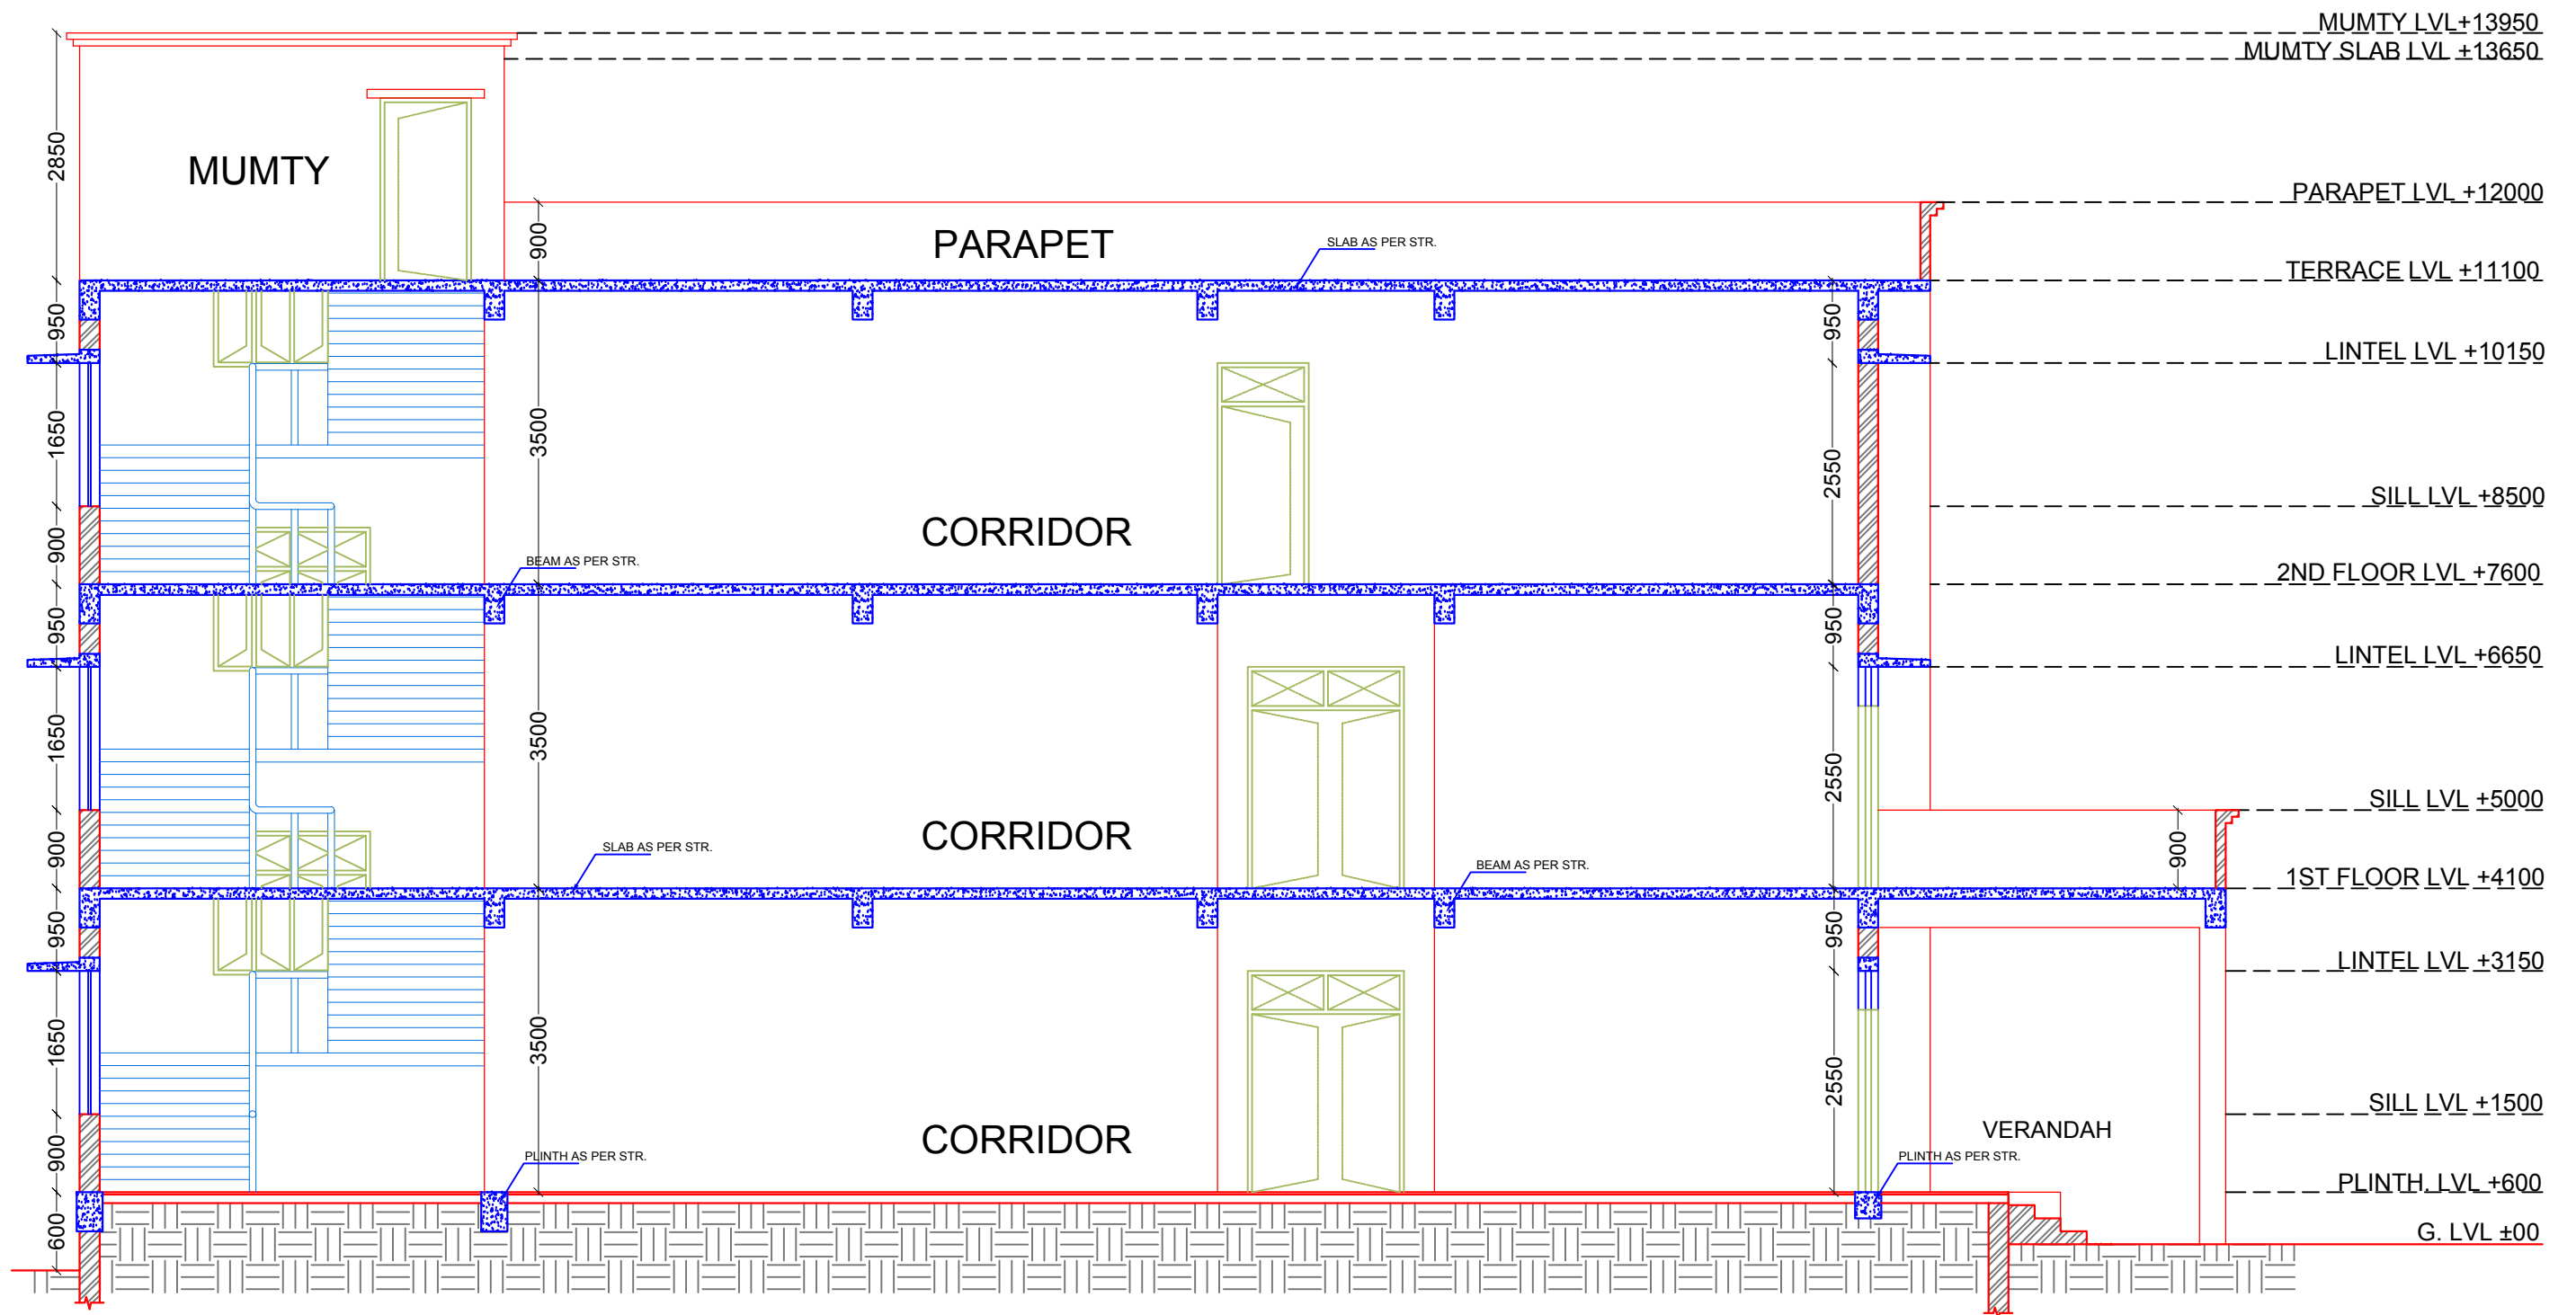 MUMTY LVL+13950
MUMTY SLAB LVL +13650
2850
MUMTY
PARAPET LVL +12000
900
PARAPET
SLAB AS PER STR.
TERRACE LVL +11100
950
950
LINTEL LVL +10150
1650
3500
2550
SILL LVL +8500
900
CORRIDOR
BEAM AS PER STR.
2ND FLOOR LVL +7600
950
950
LINTEL LVL +6650
1650
3500
2550
SILL LVL +5000
900
CORRIDOR
SLAB AS PER STR.
BEAM AS PER STR.
900
1ST FLOOR LVL +4100
950
950
LINTEL LVL +3150
1650
3500
2550
SILL LVL +1500
900
CORRIDOR
VERANDAH
PLINTH AS PER STR.
PLINTH AS PER STR.
PLINTH. LVL +600
600
G. LVL ±00